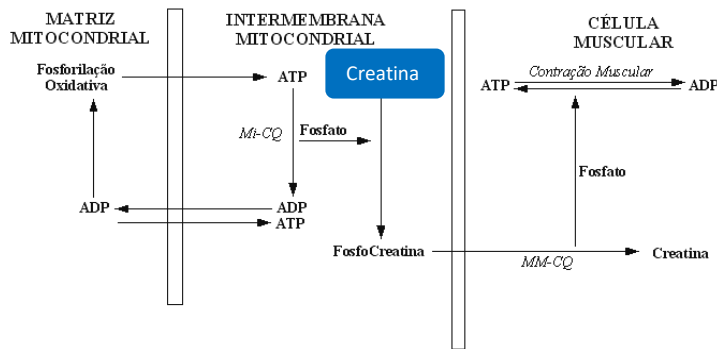 MATRIZ
MITOCONDRIAL
INTERMEMBRANA
MITOCONDRIAL
CÉLULA
MUSCULAR
Fosforilação
Oxidativa
ATP
Creatina
ATP
Contração Muscular
ADP
Mi-CQ
Fosfato
Fosfato
ADP
ADP
ATP
FosfoCreatina
MM-CQ
Creatina